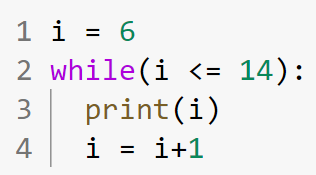 1 i = 6
2 while(i <= 14):
3   print(i)
4   i = i+1